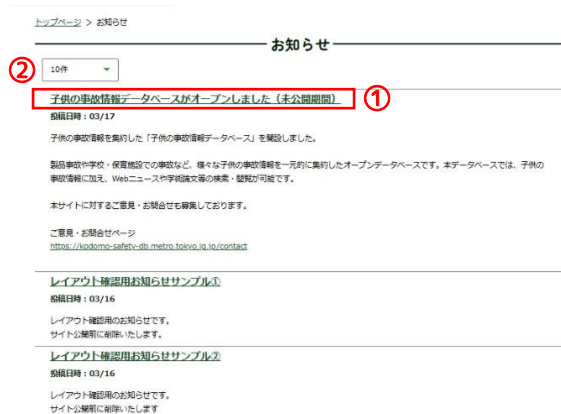 トップページ > お知らせ
お知らせ
② 10件
子供の事故情報データベースがオープンしました（未公開期間） ①
投稿日時：03/17
子供の事故情報を集約した「子供の事故情報データベース」を開設しました。
製品事故や学校・保育施設での事故など、様々な子供の事故情報を一元的に集約したオープンデータベースです。本データベースでは、子供の
事故情報に加え、Webニュースや学術論文等の検索・閲覧が可能です。
本サイトに対するご意見・お問合せも募集しております。
ご意見・お問合せページ
https://kodomo-safety-db.metro.tokyo.lg.jp/contact
レイアウト確認用お知らせサンプル①
投稿日時：03/16
レイアウト確認用のお知らせです。
サイト公開前に削除いたします。
レイアウト確認用お知らせサンプル②
投稿日時：03/16
レイアウト確認用のお知らせです。
サイト公開前に削除いたします